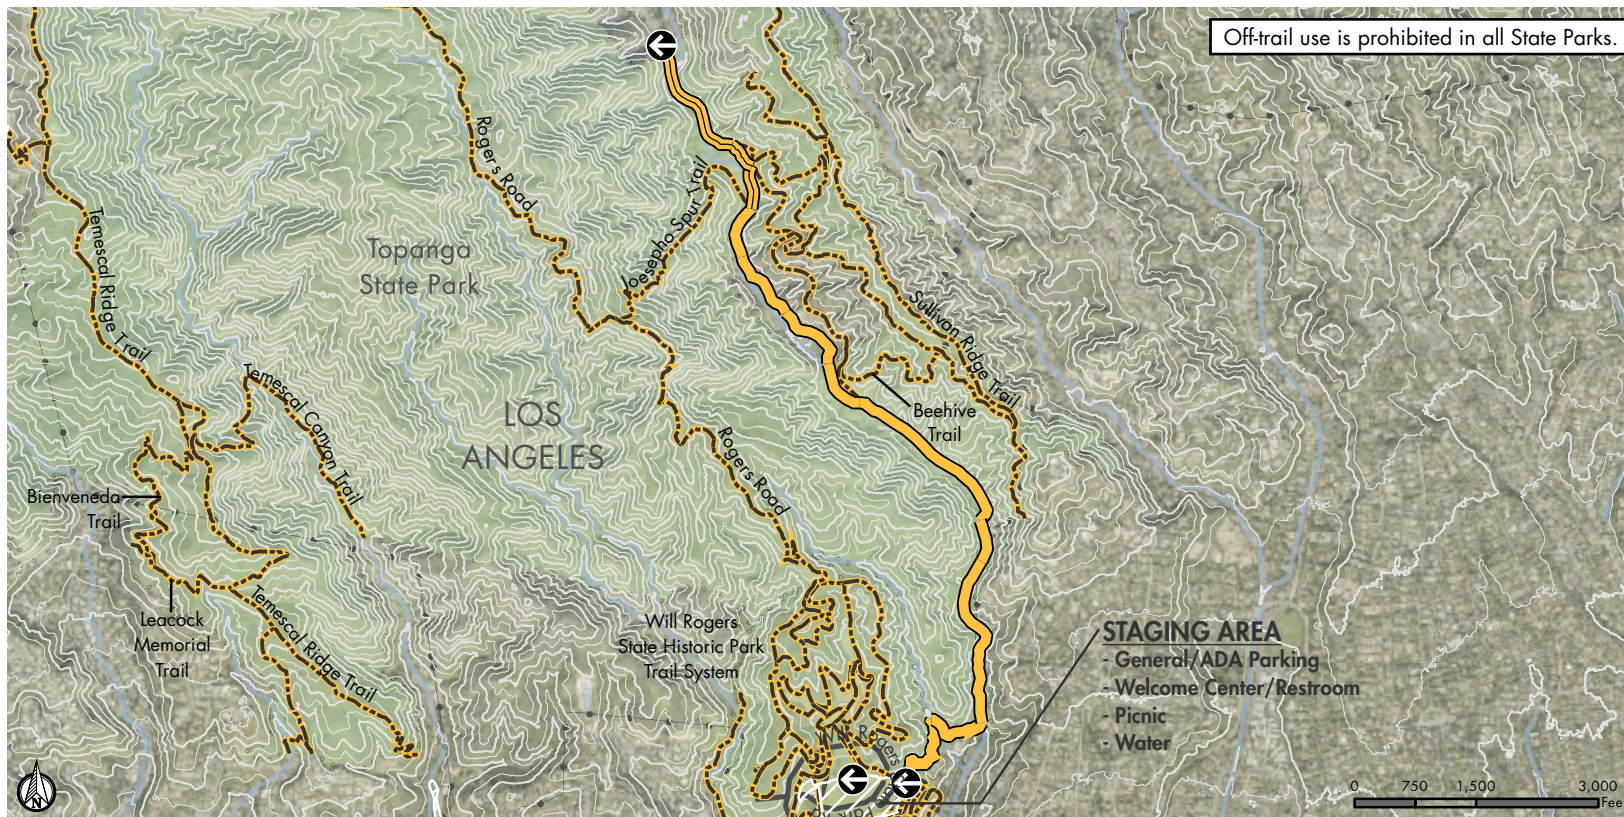 Off-trail use is prohibited in all State Parks.
Rogers Road
Joesepho Spur Trail
Temescal Ridge Trail
Topanga
State Park
Sullivan Ridge Trail
Temescal Canyon Trail
LOS
ANGELES
Beehive
Trail
Rogers Road
Bienveneda
Trail
Leacock
Memorial
Trail
Temescal Ridge Trail
Will Rogers
State Historic Park
Trail System
STAGING AREA
- General/ADA Parking
- Welcome Center/Restroom
- Picnic
- Water
Rogers
N
0 750 1,500 3,000
Fee